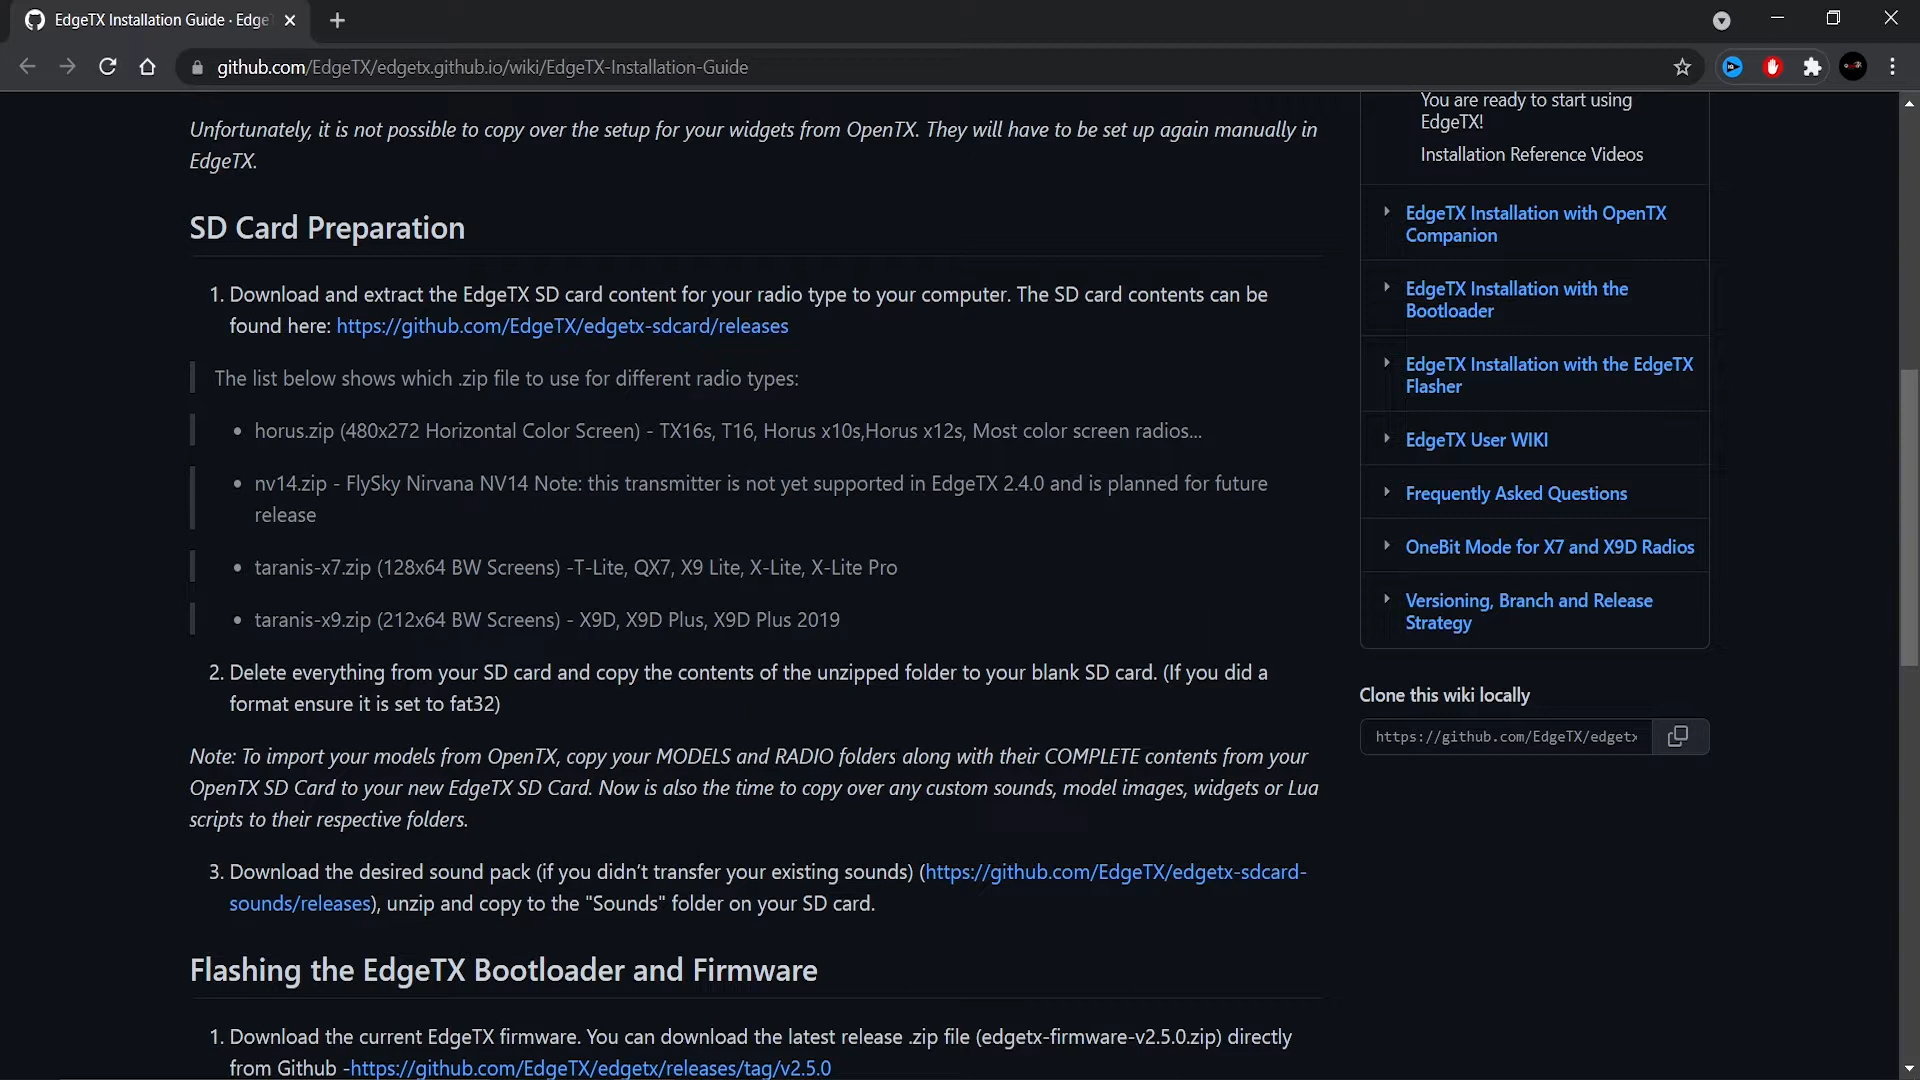 EdgeTX Installation Guide · Edge
github.com/EdgeTX/edgetx.github.io/wiki/EdgeTX-Installation-Guide
Unfortunately, it is not possible to copy over the setup for your widgets from OpenTX. They will have to be set up again manually in
EdgeTX.
SD Card Preparation
1. Download and extract the EdgeTX SD card content for your radio type to your computer. The SD card contents can be
found here: https://github.com/EdgeTX/edgetx-sdcard/releases
The list below shows which .zip file to use for different radio types:
• horus.zip (480x272 Horizontal Color Screen) - TX16s, T16, Horus x10s,Horus x12s, Most color screen radios...
• nv14.zip - FlySky Nirvana NV14 Note: this transmitter is not yet supported in EdgeTX 2.4.0 and is planned for future
release
• taranis-x7.zip (128x64 BW Screens) -T-Lite, QX7, X9 Lite, X-Lite, X-Lite Pro
• taranis-x9.zip (212x64 BW Screens) - X9D, X9D Plus, X9D Plus 2019
2. Delete everything from your SD card and copy the contents of the unzipped folder to your blank SD card. (If you did a
format ensure it is set to fat32)
Note: To import your models from OpenTX, copy your MODELS and RADIO folders along with their COMPLETE contents from your
OpenTX SD Card to your new EdgeTX SD Card. Now is also the time to copy over any custom sounds, model images, widgets or Lua
scripts to their respective folders.
3. Download the desired sound pack (if you didn't transfer your existing sounds) (https://github.com/EdgeTX/edgetx-sdcard-
sounds/releases), unzip and copy to the "Sounds" folder on your SD card.
Flashing the EdgeTX Bootloader and Firmware
1. Download the current EdgeTX firmware. You can download the latest release .zip file (edgetx-firmware-v2.5.0.zip) directly
from Github -https://github.com/EdgeTX/edgetx/releases/tag/v2.5.0
You are ready to start using
EdgeTX!
Installation Reference Videos
EdgeTX Installation with OpenTX
Companion
EdgeTX Installation with the
Bootloader
EdgeTX Installation with the EdgeTX
Flasher
EdgeTX User WIKI
Frequently Asked Questions
OneBit Mode for X7 and X9D Radios
Versioning, Branch and Release
Strategy
Clone this wiki locally
https://github.com/EdgeTX/edgetx